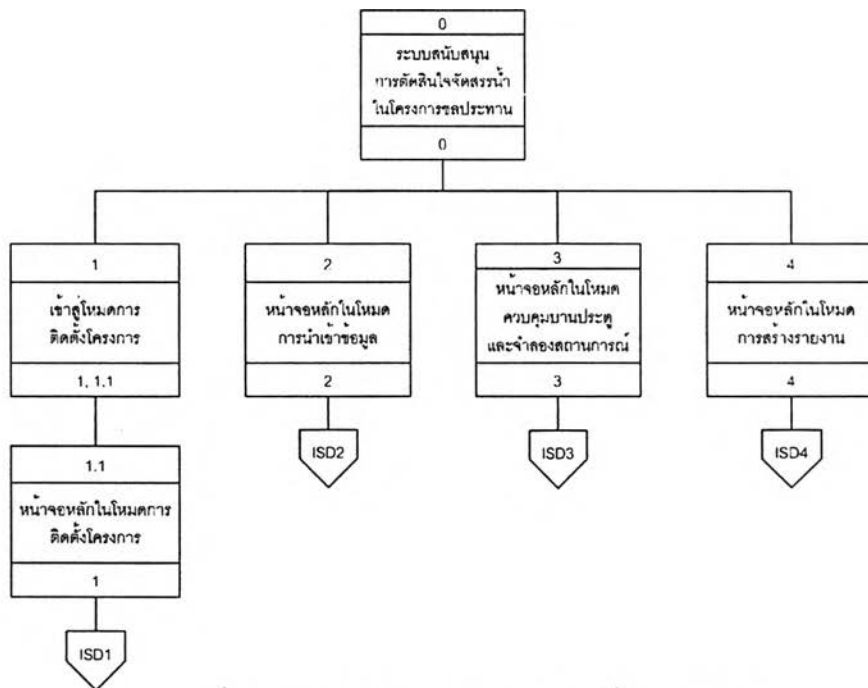 0
ระบบสนับสนุน
การตัดสินใจจัดสรรน้ำ
ในโครงการชลประทาน
0
1
เข้าสู่โหมดการ
ติดตั้งโครงการ
1, 1.1
2
หน้าจอหลักในโหมด
การนำเข้าข้อมูล
2
3
หน้าจอหลักในโหมด
ควบคุมบานประตู
และจำลองสถานการณ์
3
4
หน้าจอหลักในโหมด
การสร้างรายงาน
4
ISD2
ISD3
ISD4
1.1
หน้าจอหลักในโหมดการ
ติดตั้งโครงการ
1
ISD1